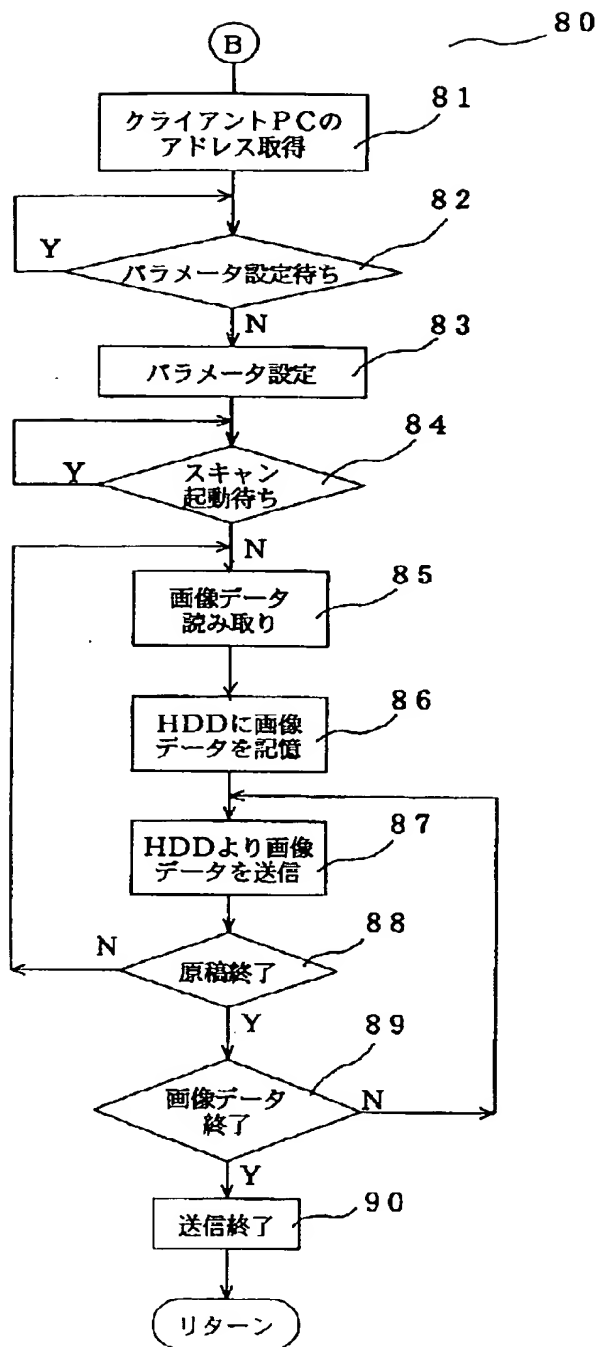 80
B
81
クライアントPCの
アドレス取得
82
Y
パラメータ設定待ち
N
83
パラメータ設定
84
Y
スキャン
起動待ち
N
85
画像データ
読み取り
86
HDDに画像
データを記憶
87
HDDより画像
データを送信
88
N
原稿終了
Y
89
画像データ
終了
N
Y
90
送信終了
リターン